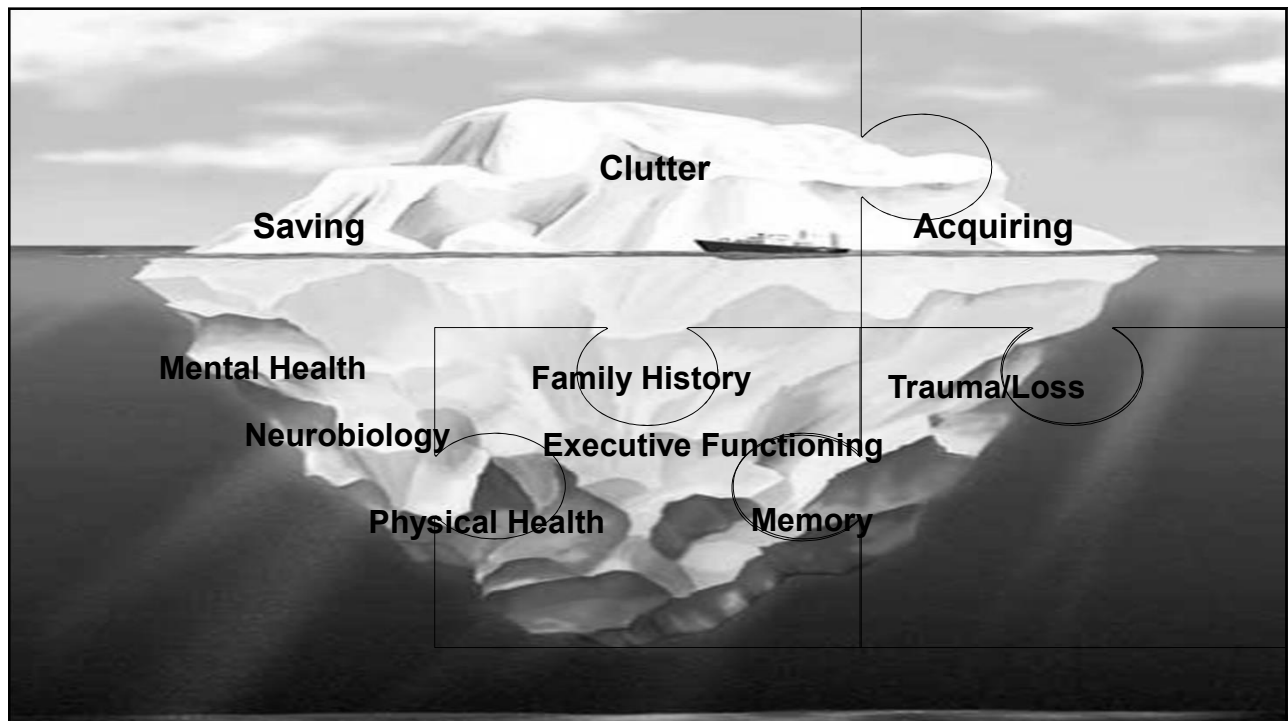 Clutter
Saving
Acquiring
Mental Health
Family History
Trauma/Loss
Neurobiology
Executive Functioning
Physical Health
Memory